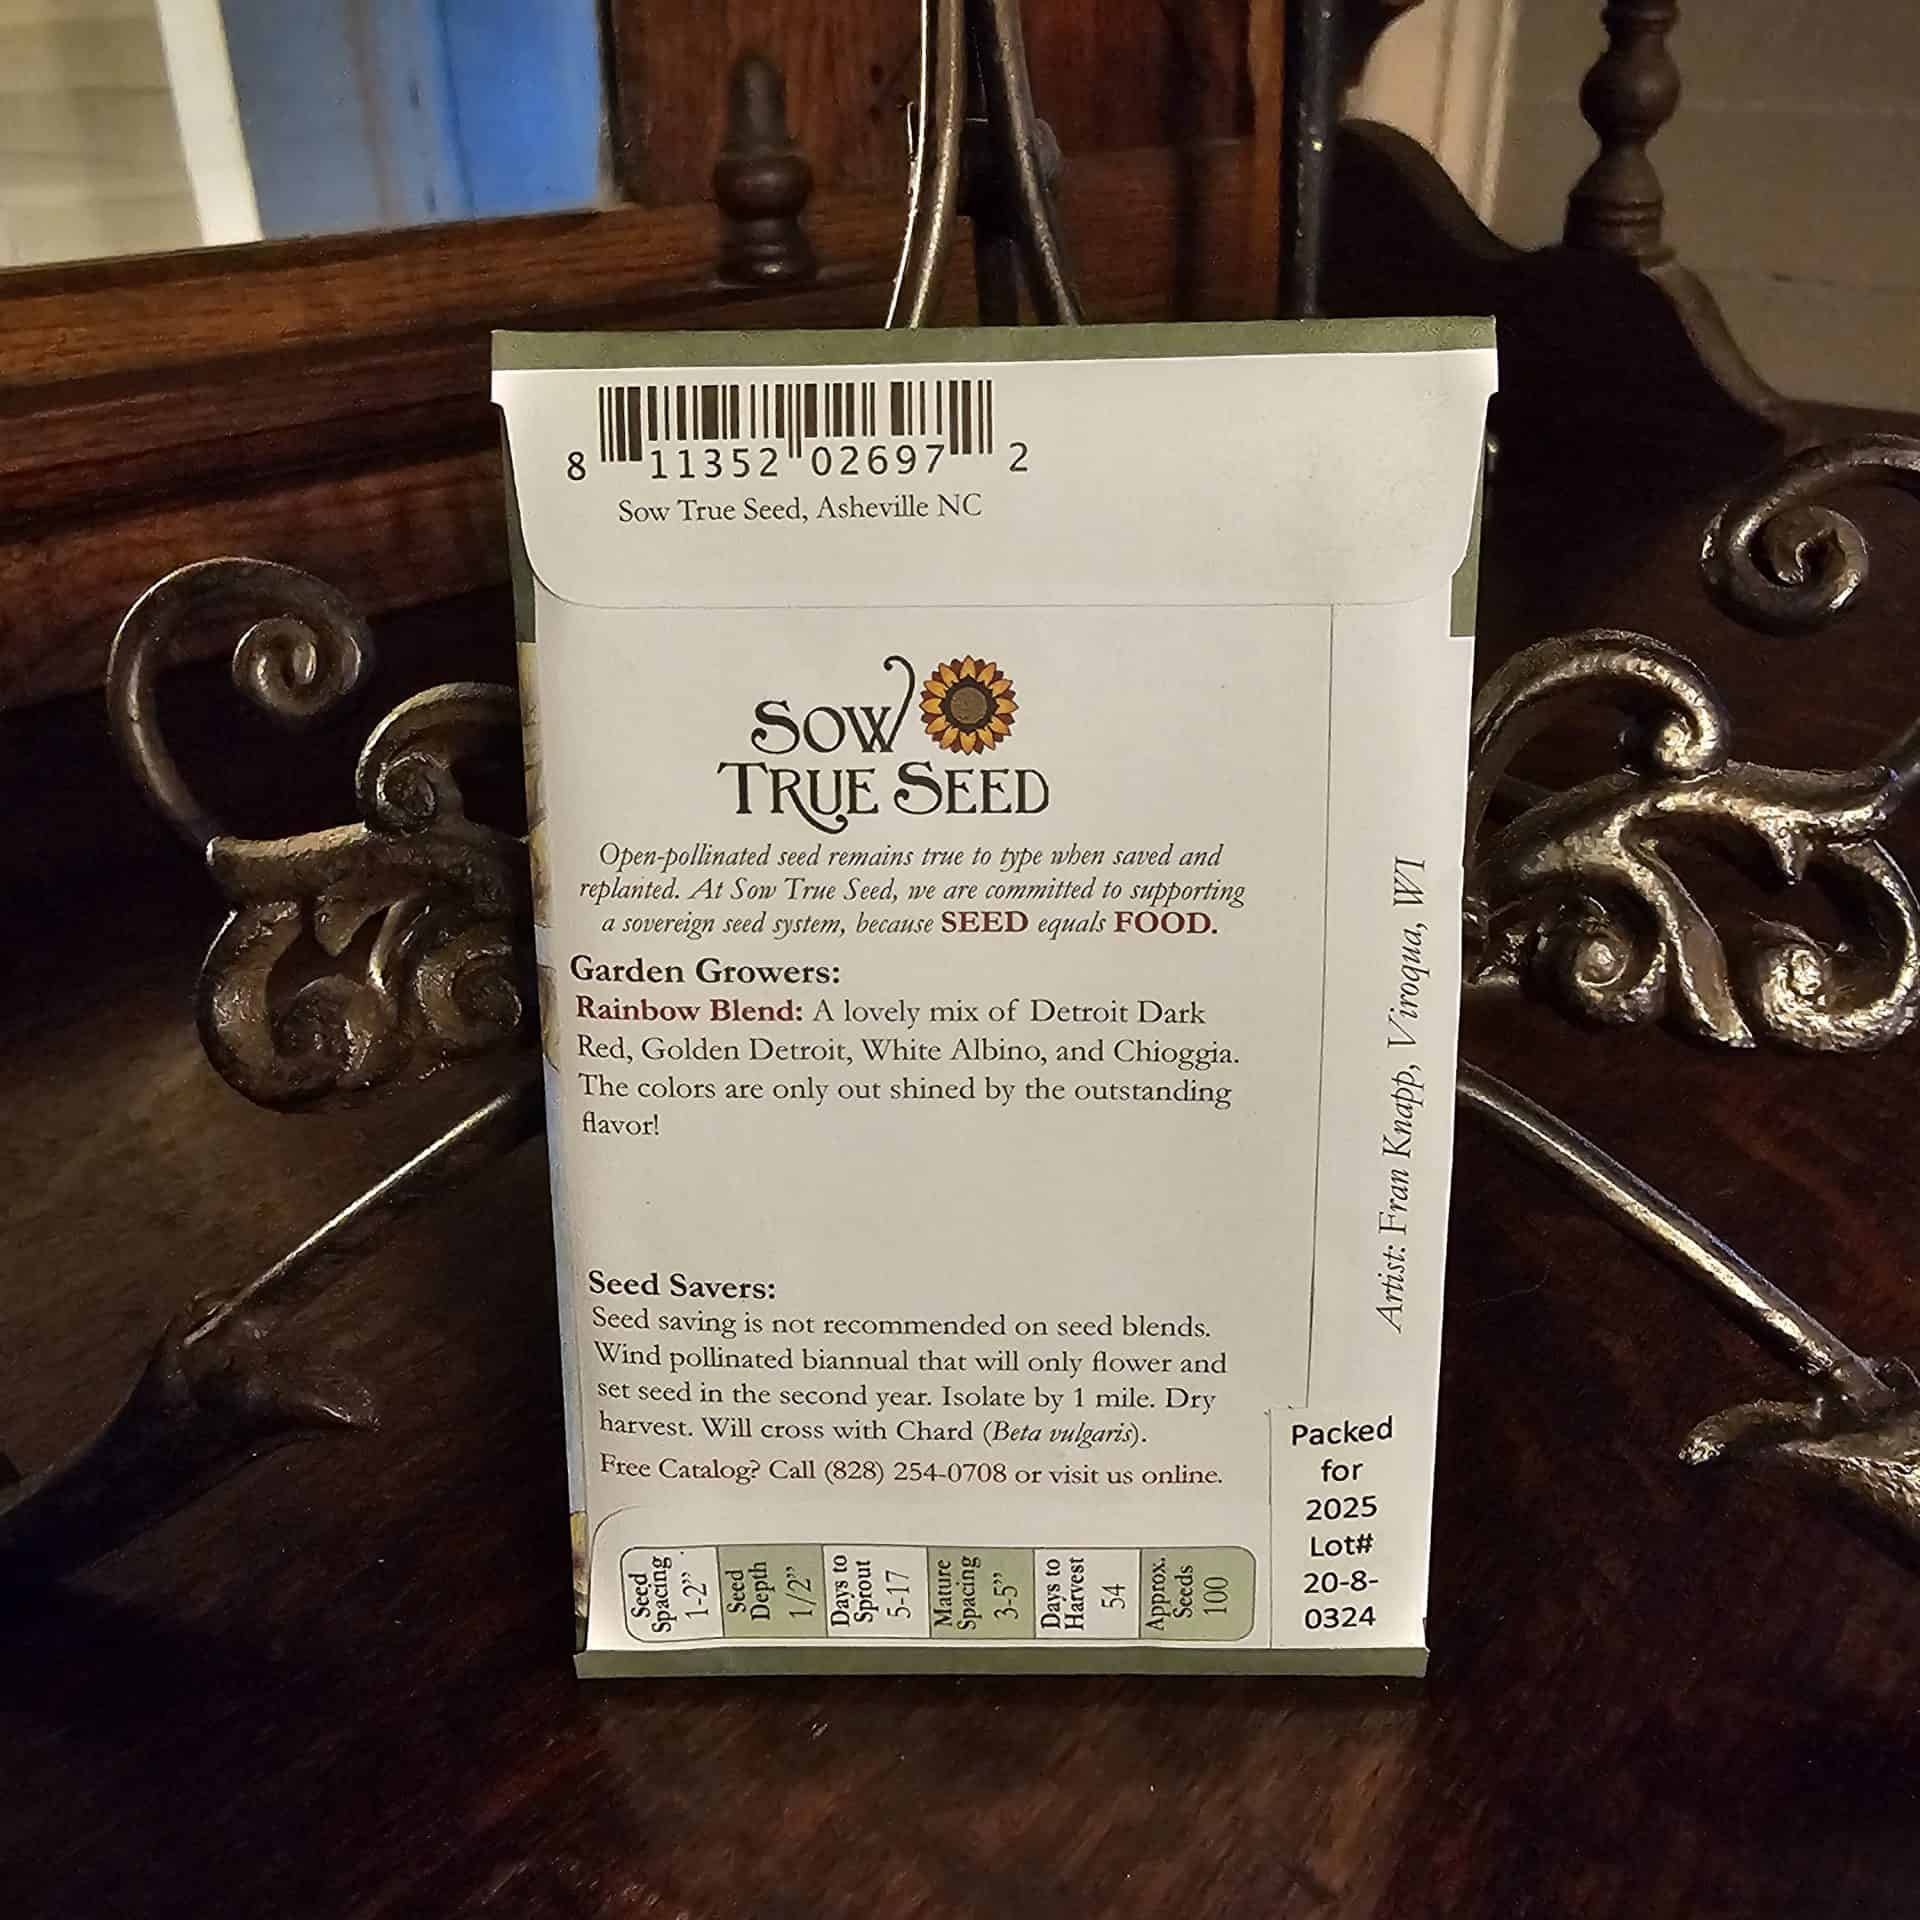 8 11352 02697 2
Sow True Seed, Asheville NC
SOW
TRUE SEED
Open-pollinated seed remains true to type when saved and
replanted. At Sow True Seed, we are committed to supporting
a sovereign seed system, because SEED equals FOOD.
Garden Growers:
Rainbow Blend: A lovely mix of Detroit Dark
Red, Golden Detroit, White Albino, and Chioggia.
The colors are only out shined by the outstanding
flavor!
Seed Savers:
Seed saving is not recommended on seed blends.
Wind pollinated biannual that will only flower and
set seed in the second year. Isolate by 1 mile. Dry
harvest. Will cross with Chard (Beta vulgaris).
Free Catalog? Call (828) 254-0708 or visit us online.
Seed
Spacing
1-2”
Seed
Depth
1/2”
Days to
Sprout
5-17
Mature
Spacing
3-5”
Days to
Harvest
54
Approx.
Seeds
100
Artist: Fran Knapp, Viroqua, WI
Packed
for
2025
Lot#
20-8-
0324